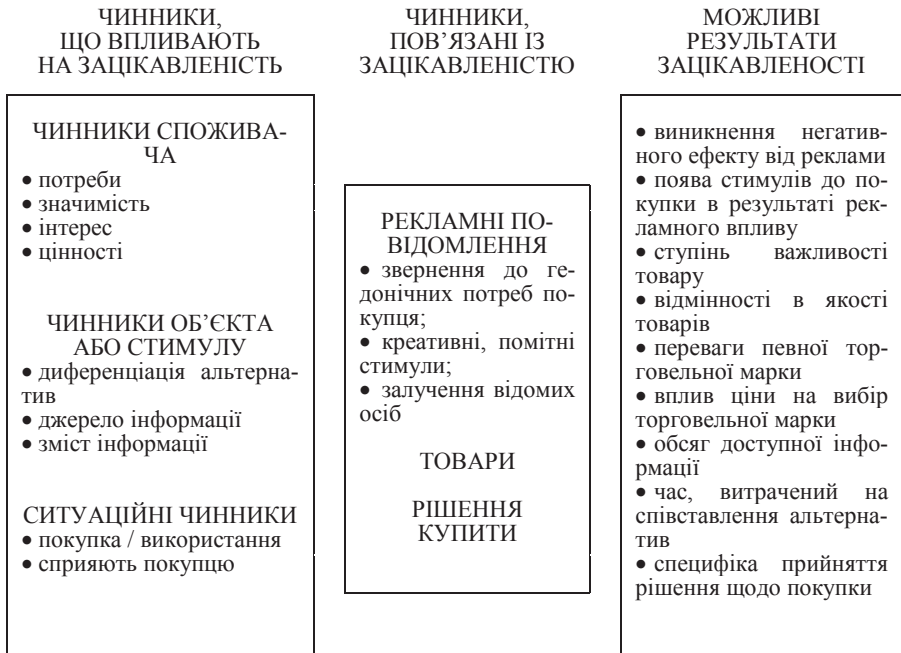 ЧИННИКИ,
ЩО ВПЛИВАЮТЬ
НА ЗАЦІКАВЛЕНІСТЬ
ЧИННИКИ СПОЖИВА-
ЧА
• потреби
• значимість
• інтерес
• цінності
ЧИННИКИ ОБ’ЄКТА
АБО СТИМУЛУ
• диференціація альтерна-
тив
• джерело інформації
• зміст інформації
СИТУАЦІЙНІ ЧИННИКИ
• покупка / використання
• сприяють покупцю
ЧИННИКИ,
ПОВ’ЯЗАНІ ІЗ
ЗАЦІКАВЛЕНІСТЮ
РЕКЛАМНІ ПО-
ВІДОМЛЕННЯ
• звернення до ге-
донічних потреб по-
купця;
• креативні, помітні
стимули;
• залучення відомих
осіб
ТОВАРИ
РІШЕННЯ
КУПИТИ
МОЖЛИВІ
РЕЗУЛЬТАТИ
ЗАЦІКАВЛЕНОСТІ
• виникнення негатив-
ного ефекту від реклами
• поява стимулів до по-
купки в результаті рек-
ламного впливу
• ступінь важливості
товару
• відмінності в якості
товарів
• переваги певної тор-
говельної марки
• вплив ціни на вибір
торговельної марки
• обсяг доступної інфо-
рмації
• час, витрачений на
співставлення альтерна-
тив
• специфіка прийняття
рішення щодо покупки